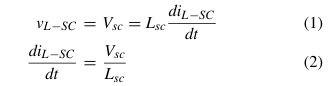 v_{L-SC} = V_{sc} = L_{sc} \frac{di_{L-SC}}{dt} (1)
\frac{di_{L-SC}}{dt} = \frac{V_{sc}}{L_{sc}} (2)